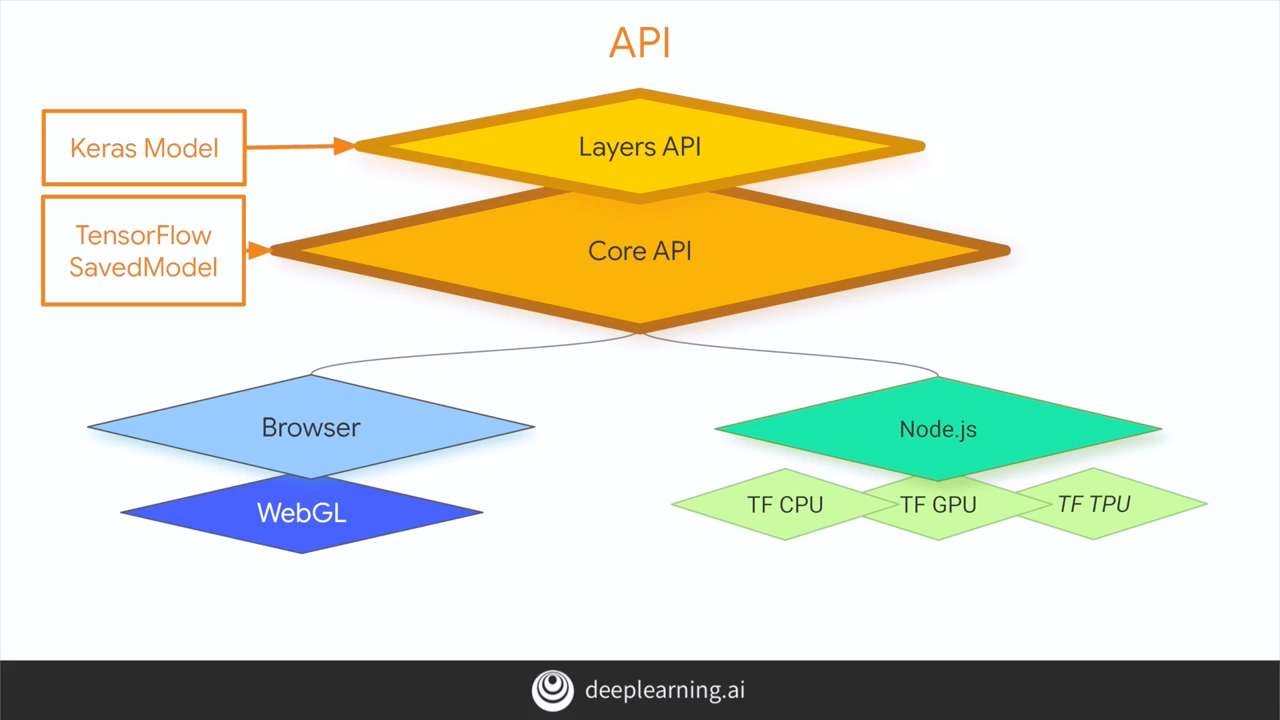 API
Keras Model
Layers API
TensorFlow
SavedModel
Core API
Browser
Node.js
WebGL
TF CPU
TF GPU
TF TPU
deeplearning.ai